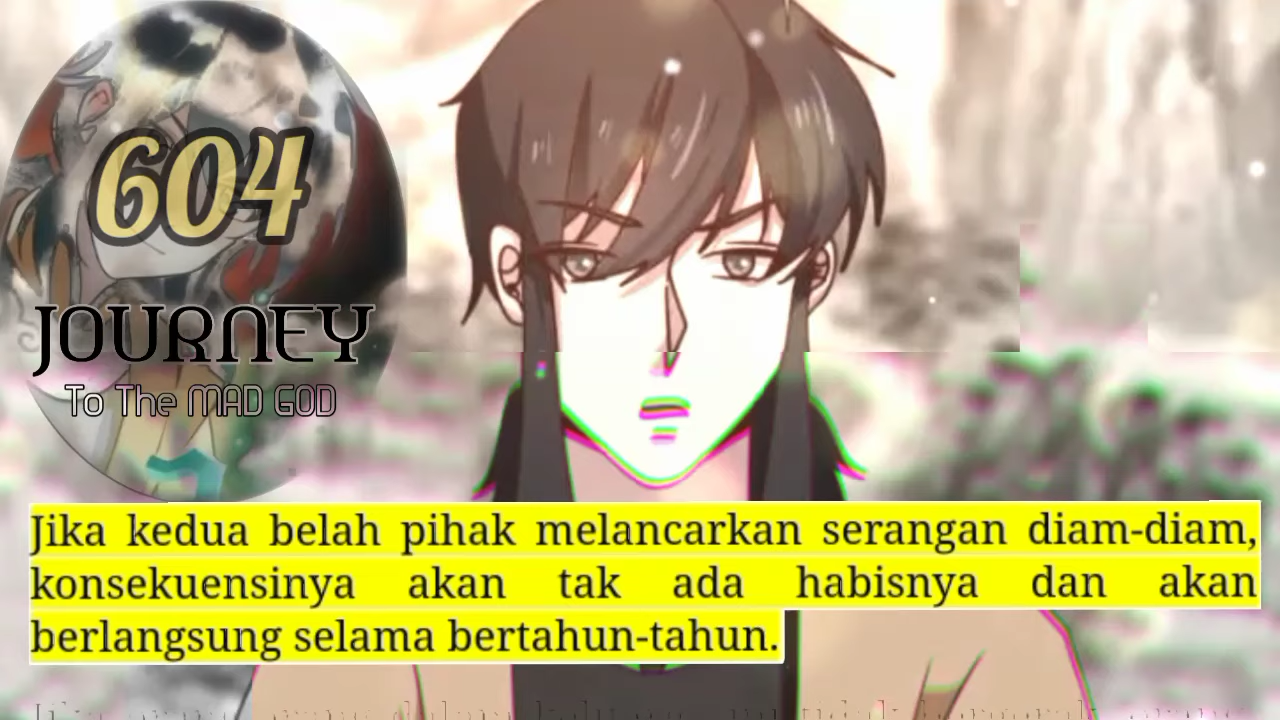 604
JOURNEY
To The MAD GOD
Jika kedua belah pihak melancarkan serangan diam-diam,
konsekuensinya akan tak ada habisnya dan akan
berlangsung selama bertahun-tahun.